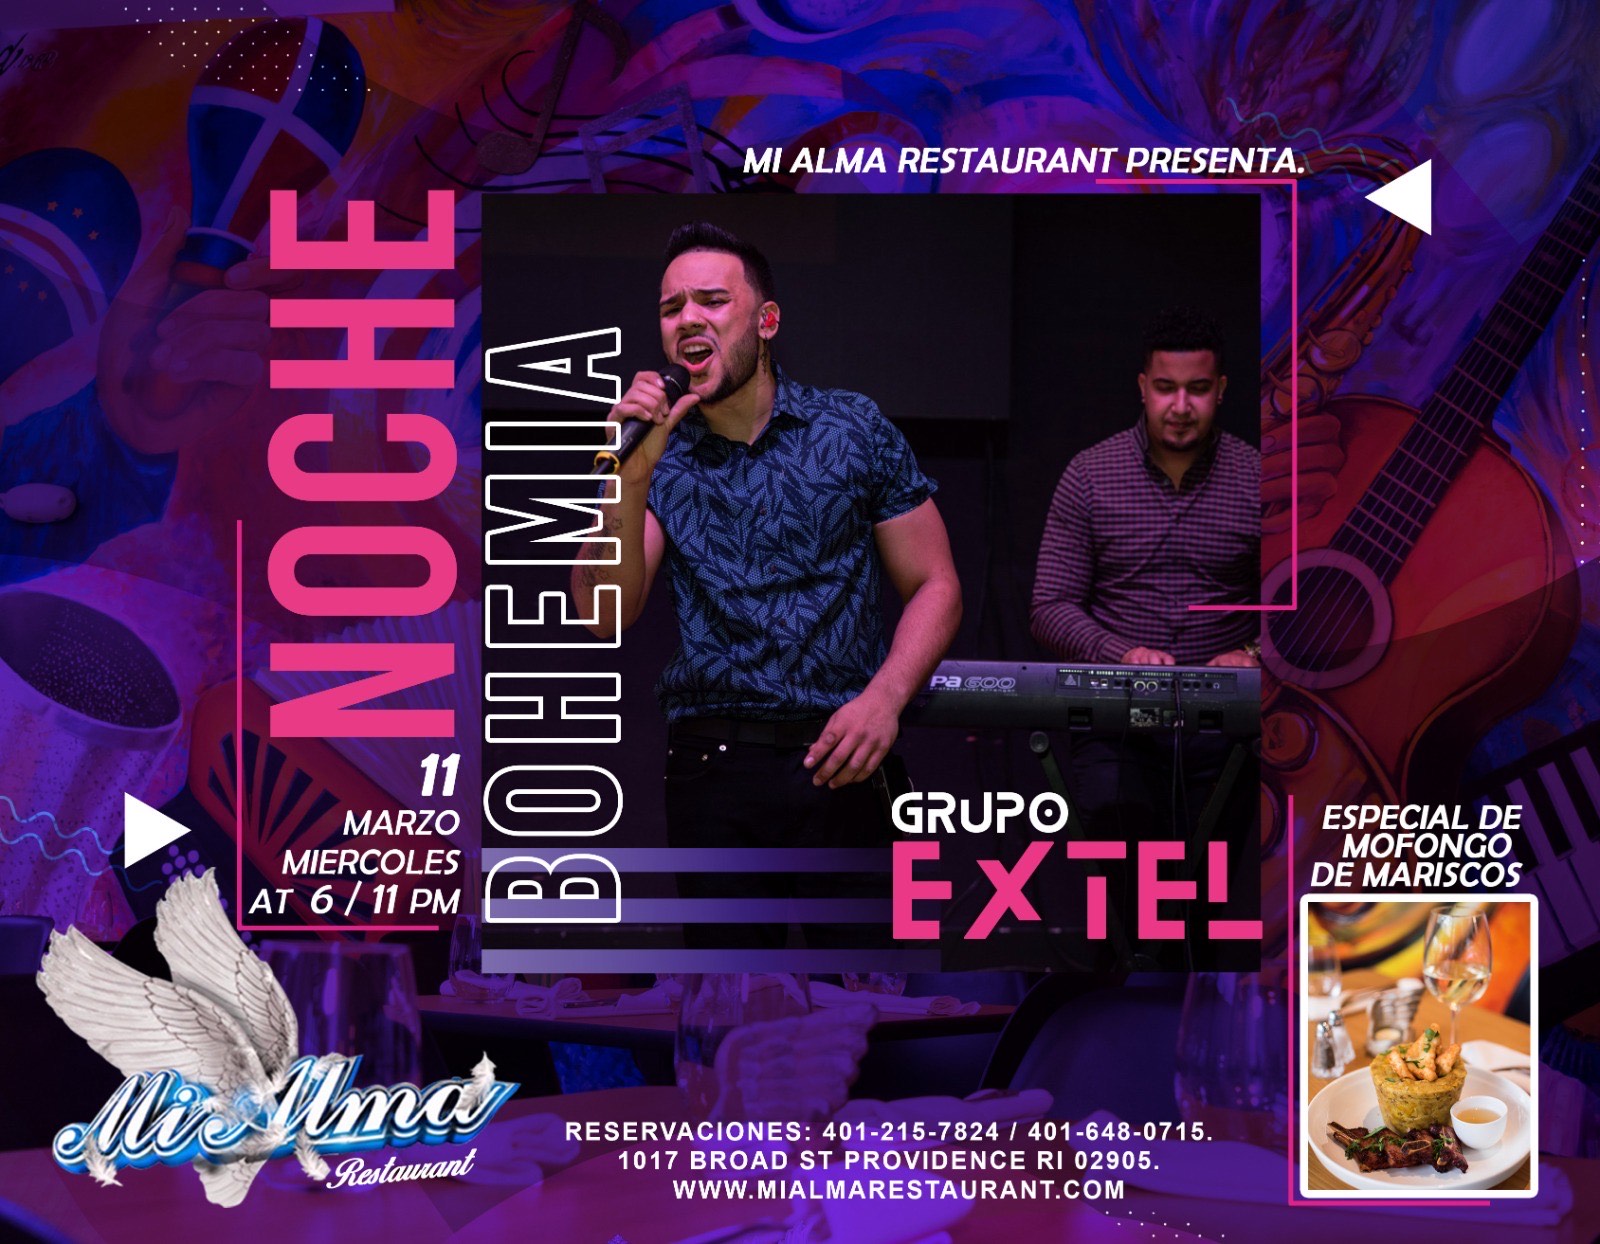 MI ALMA RESTAURANT PRESENTA.
NOCHE
BOHEMIA
11
MARZO
MIERCOLES
AT 6 / 11 PM
PA600
GRUPO
EXTEL
ESPECIAL DE
MOFONGO
DE MARISCOS
Mi Alma
Restaurant
RESERVACIONES: 401-215-7824 / 401-648-0715.
1017 BROAD ST PROVIDENCE RI 02905.
WWW.MIALMARESTAURANT.COM